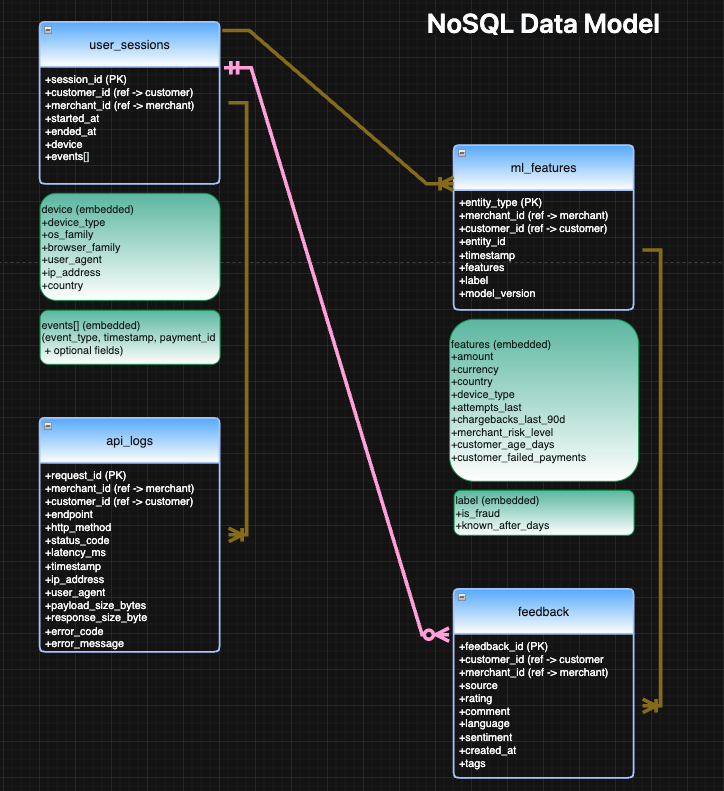 NoSQL Data Model
user_sessions
+session_id (PK)
+customer_id (ref -> customer)
+merchant_id (ref -> merchant)
+started_at
+ended_at
+device
+events[]
device (embedded)
+device_type
+os_family
+browser_family
+user_agent
+ip_address
+country
events[] (embedded)
(event_type, timestamp, payment_id
+ optional fields)
api_logs
+request_id (PK)
+merchant_id (ref -> merchant)
+customer_id (ref -> customer)
+endpoint
+http_method
+status_code
+latency_ms
+timestamp
+ip_address
+user_agent
+payload_size_bytes
+response_size_byte
+error_code
+error_message
ml_features
+entity_type (PK)
+merchant_id (ref -> merchant)
+customer_id (ref -> customer)
+entity_id
+timestamp
+features
+label
+model_version
features (embedded)
+amount
+currency
+country
+device_type
+attempts_last
+chargebacks_last_90d
+merchant_risk_level
+customer_age_days
+customer_failed_payments
label (embedded)
+is_fraud
+known_after_days
feedback
+feedback_id (PK)
+customer_id (ref -> customer
+merchant_id (ref -> merchant)
+source
+rating
+comment
+language
+sentiment
+created_at
+tags